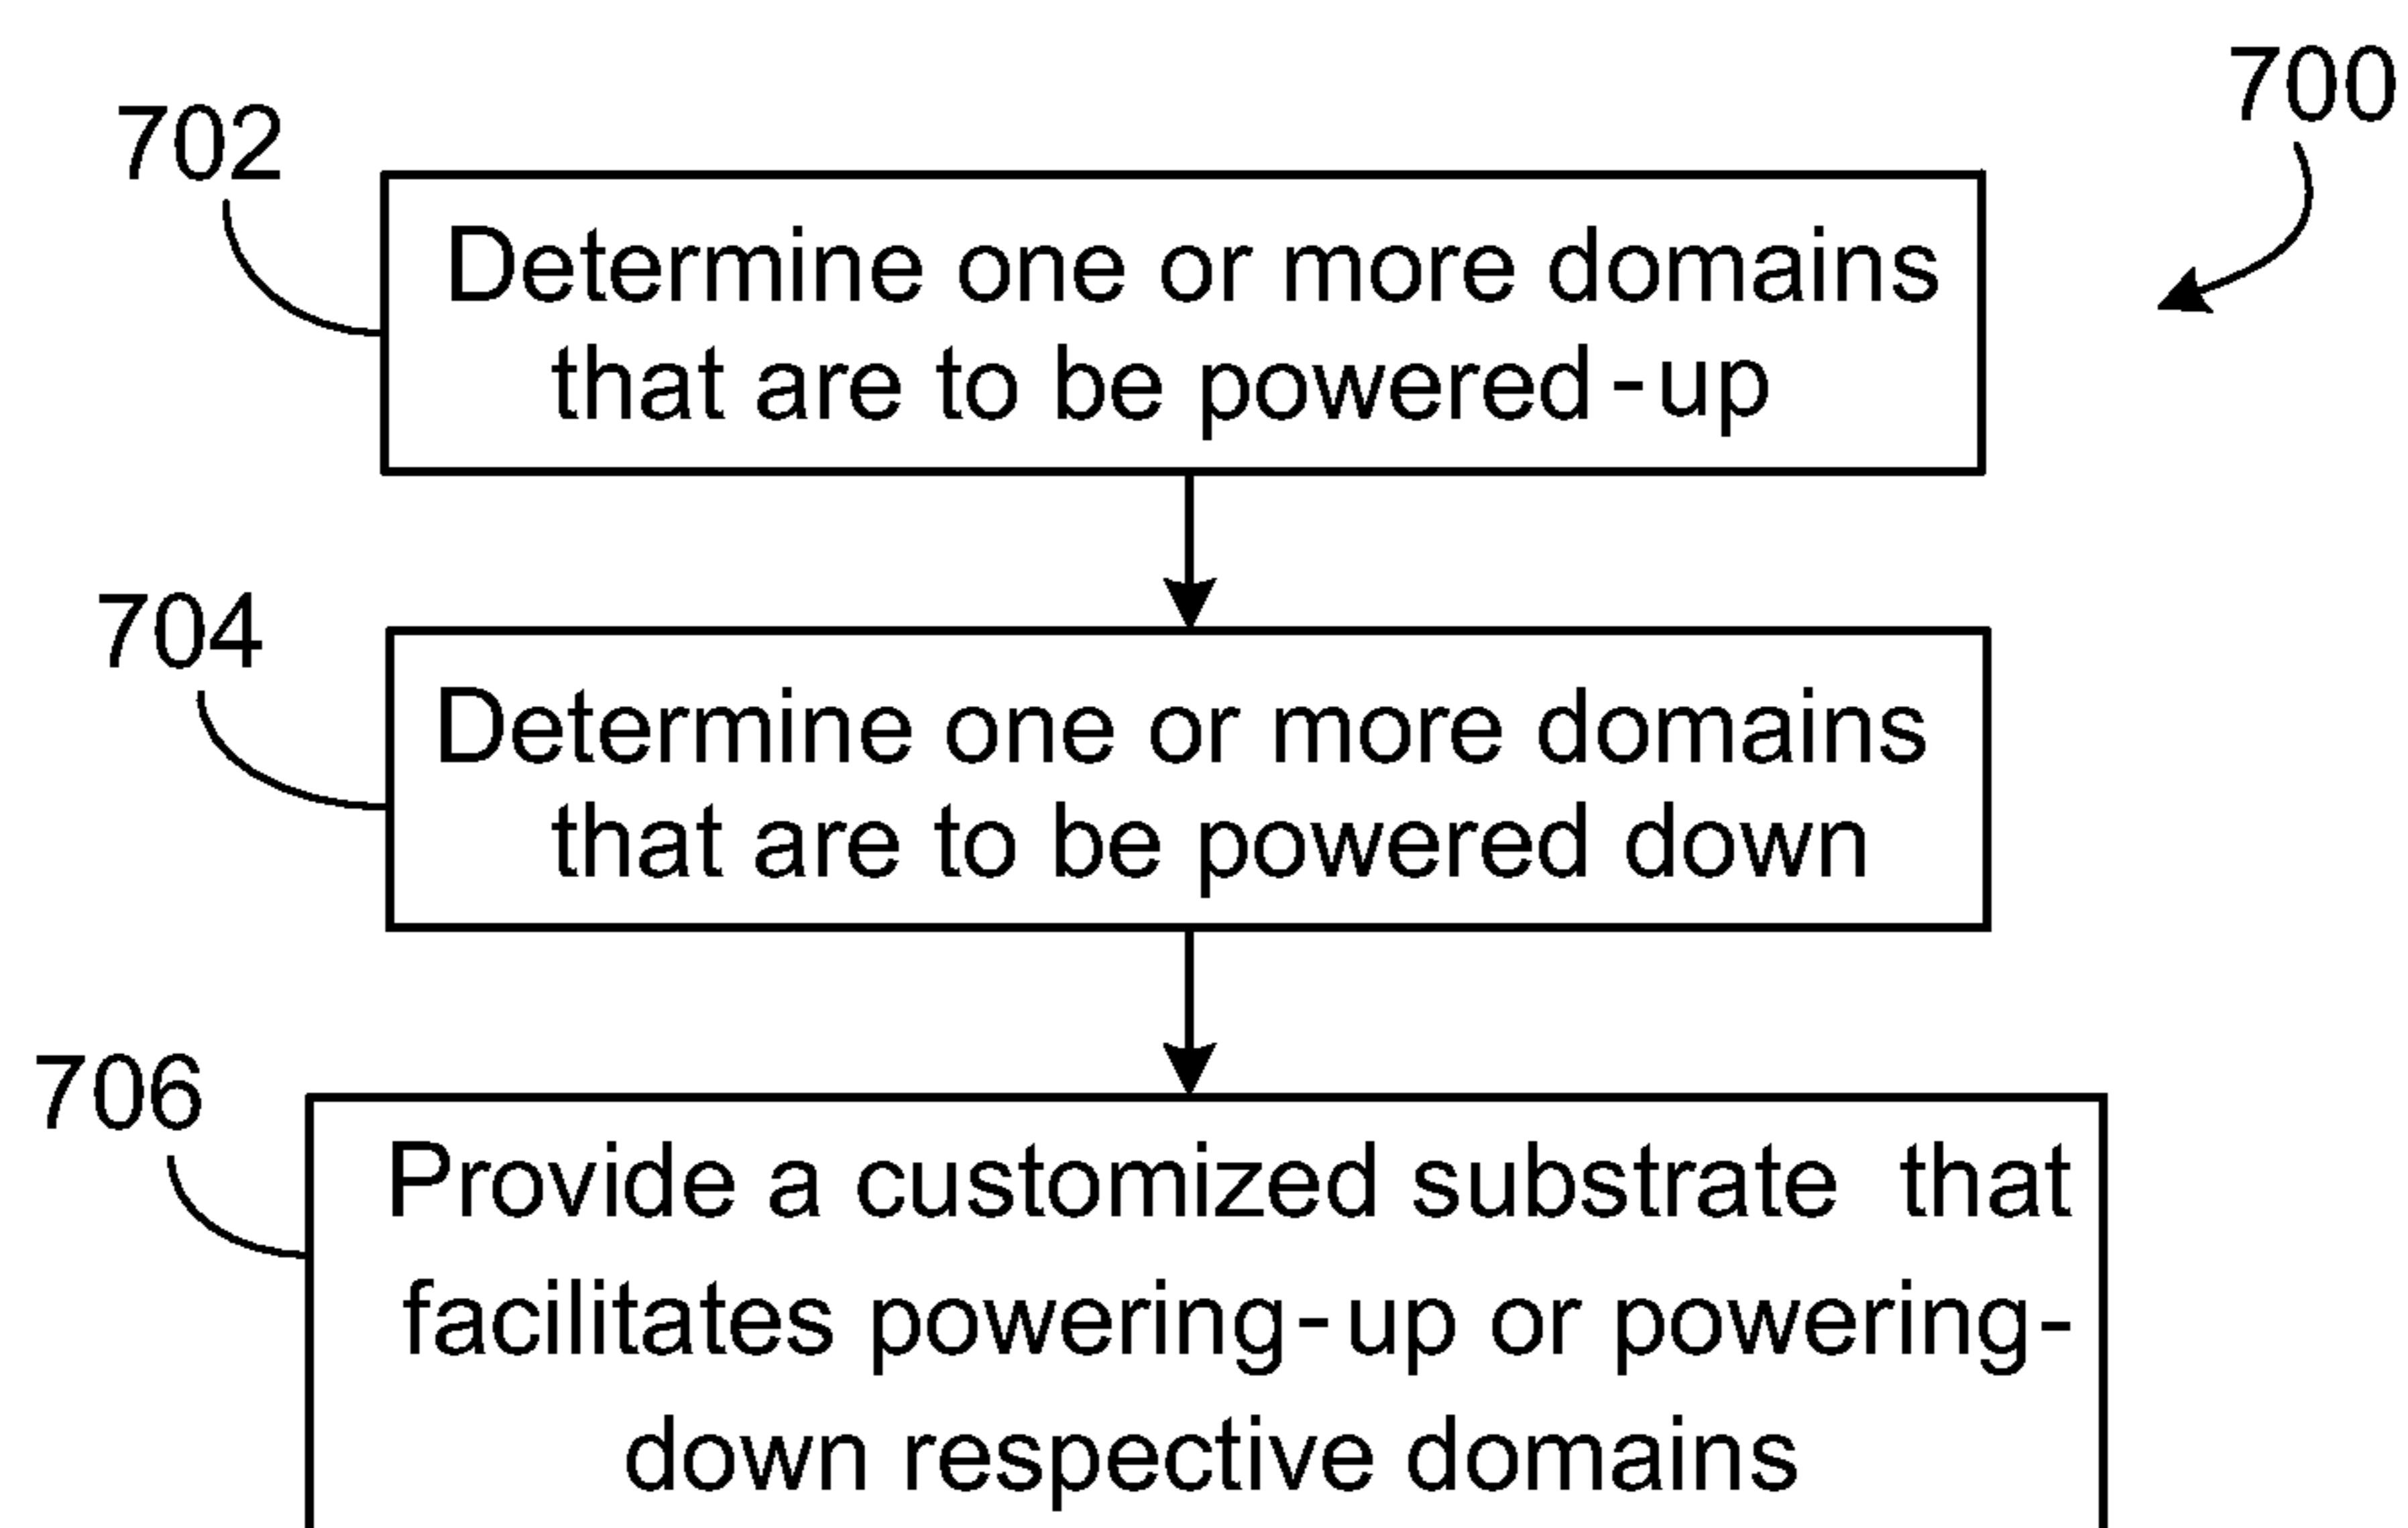 700
702
Determine one or more domains
that are to be powered-up
704
Determine one or more domains
that are to be powered down
706
Provide a customized substrate that
facilitates powering-up or powering-
down respective domains